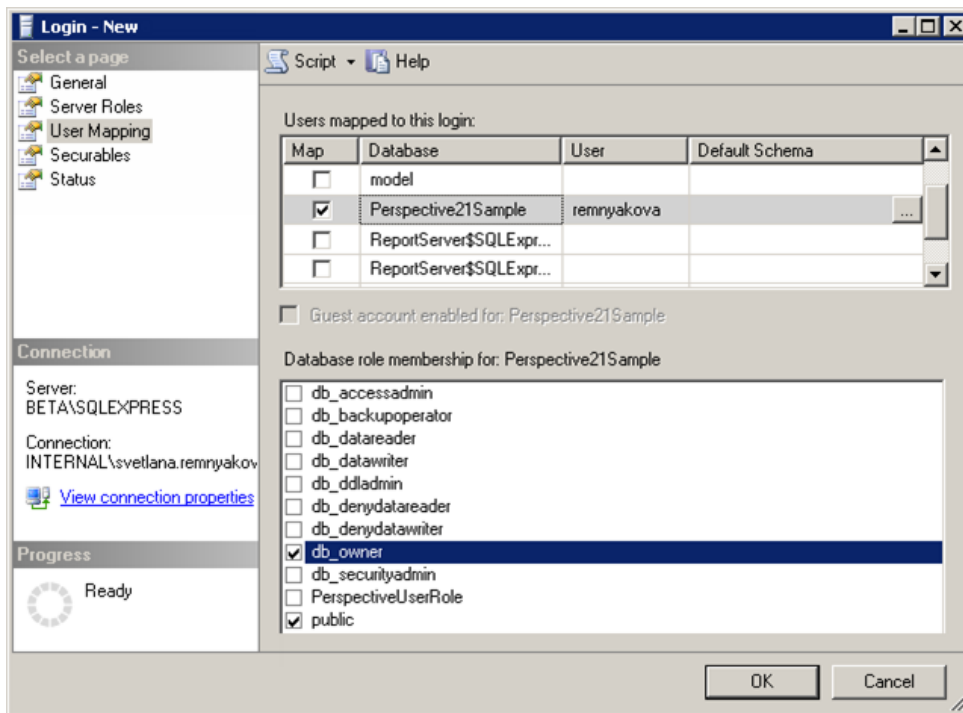 Login - New
Select a page
General
Server Roles
User Mapping
Securables
Status
Connection
Server:
BETA\SQLEXPRESS
Connection:
INTERNAL\svetlana.remnyakov
View connection properties
Progress
Ready
Script Help
Users mapped to this login:
Map Database User Default Schema
model
Perspective21Sample remnyakova ...
ReportServer$SQLExpr...
ReportServer$SQLExpr...
Guest account enabled for: Perspective21Sample
Database role membership for: Perspective21Sample
db_accessadmin
db_backupoperator
db_datareader
db_datawriter
db_ddladmin
db_denydatareader
db_denydatawriter
db_owner
db_securityadmin
PerspectiveUserRole
public
OK Cancel